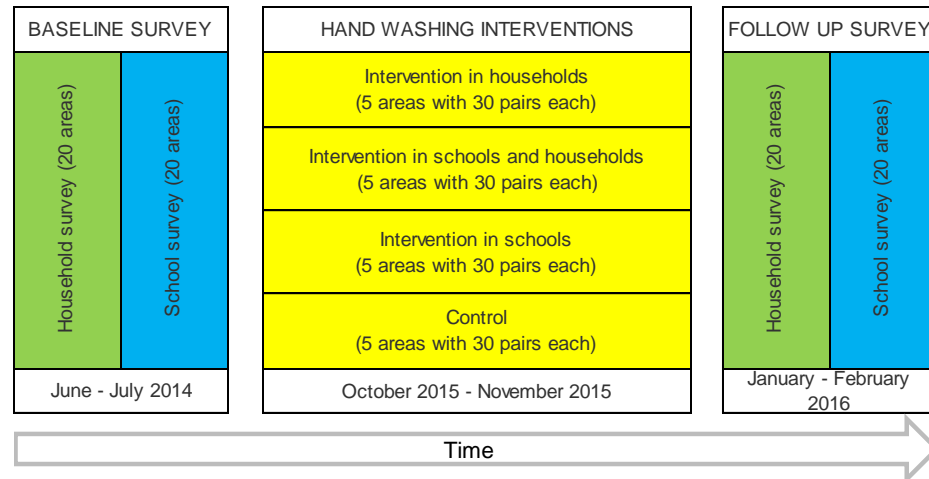 BASELINE SURVEY
Household survey (20 areas)
School survey (20 areas)
June - July 2014
HAND WASHING INTERVENTIONS
Intervention in households
(5 areas with 30 pairs each)
Intervention in schools and households
(5 areas with 30 pairs each)
Intervention in schools
(5 areas with 30 pairs each)
Control
(5 areas with 30 pairs each)
October 2015 - November 2015
FOLLOW UP SURVEY
Household survey (20 areas)
School survey (20 areas)
January - February
2016
Time